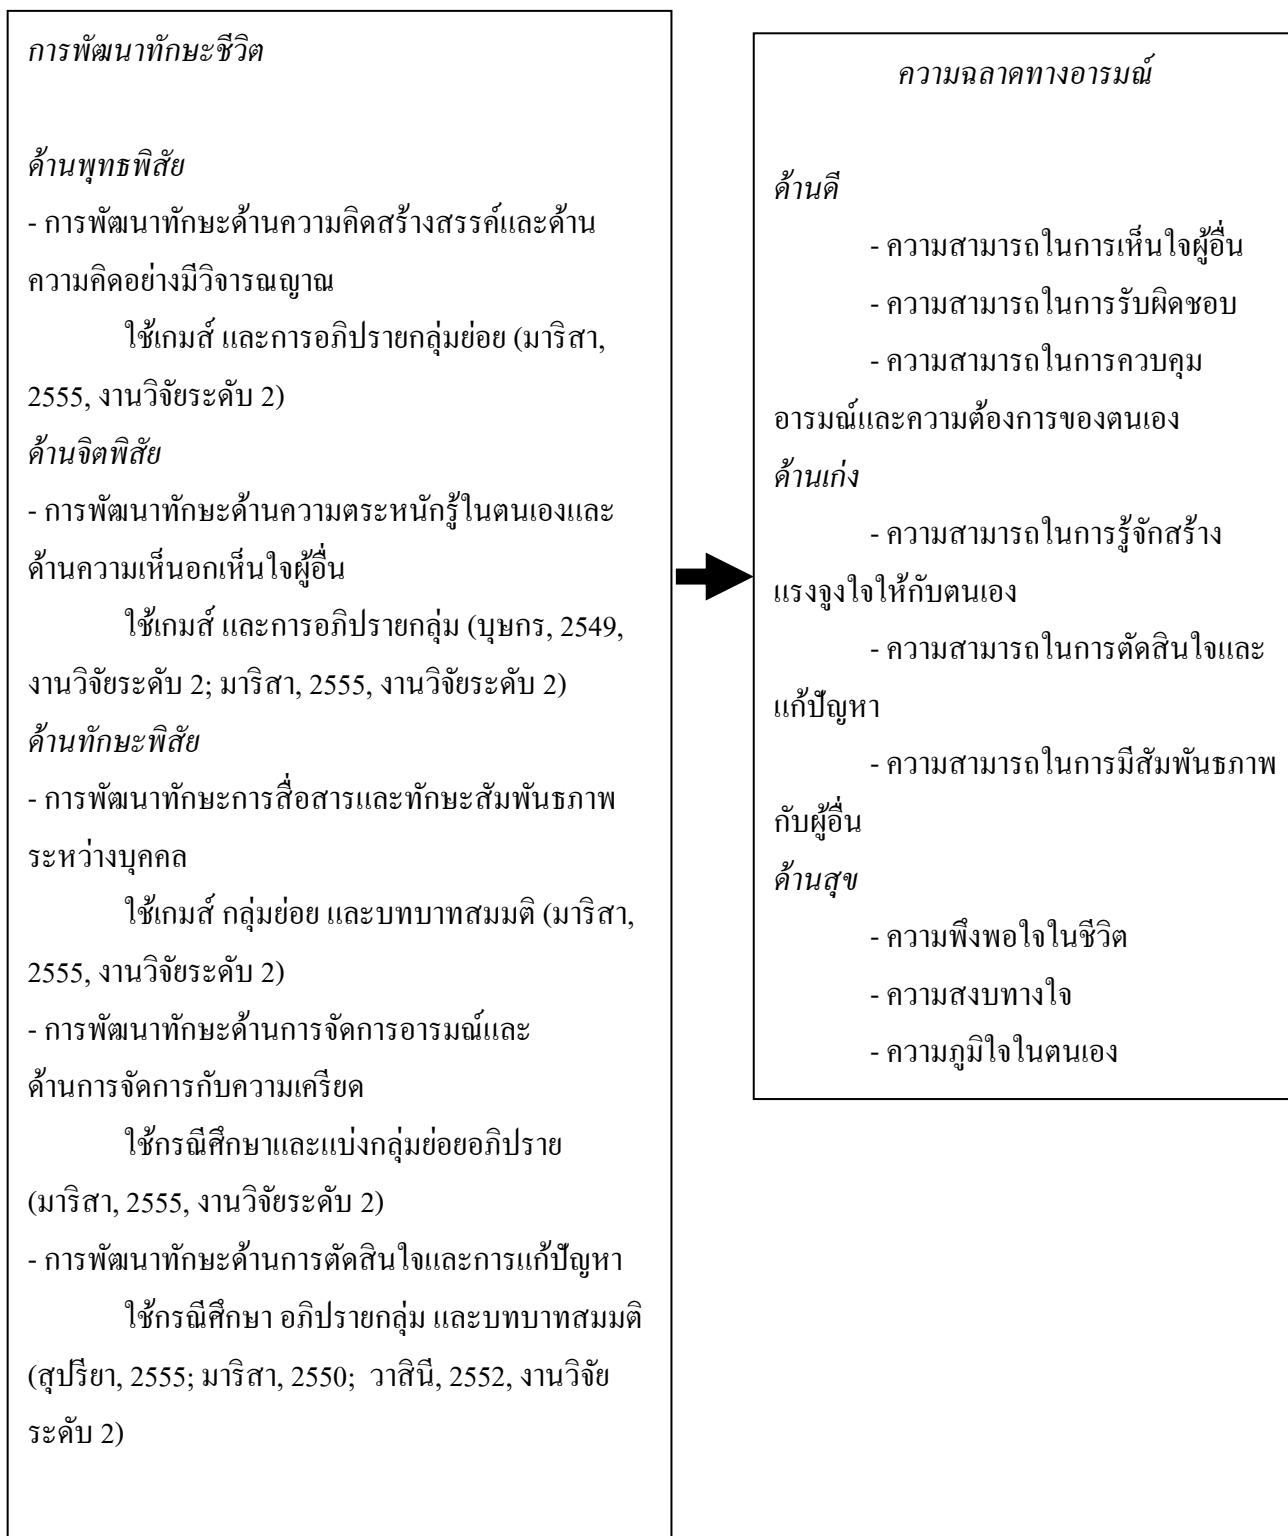 การพัฒนาทักษะชีวิต
ด้านพุทธพิสัย
- การพัฒนาทักษะด้านความคิดสร้างสรรค์และด้าน
ความคิดอย่างมีวิจารณญาณ
ใช้เกมส์ และการอภิปรายกลุ่มย่อย (มาริสา,
2555, งานวิจัยระดับ 2)
ด้านจิตพิสัย
- การพัฒนาทักษะด้านความตระหนักรู้ในตนเองและ
ด้านความเห็นอกเห็นใจผู้อื่น
ใช้เกมส์ และการอภิปรายกลุ่ม (บุษกร, 2549,
งานวิจัยระดับ 2; มาริสา, 2555, งานวิจัยระดับ 2)
ด้านทักษะพิสัย
- การพัฒนาทักษะการสื่อสารและทักษะสัมพันธภาพ
ระหว่างบุคคล
ใช้เกมส์ กลุ่มย่อย และบทบาทสมมติ (มาริสา,
2555, งานวิจัยระดับ 2)
- การพัฒนาทักษะด้านการจัดการอารมณ์และ
ด้านการจัดการกับความเครียด
ใช้กรณีศึกษาและแบ่งกลุ่มย่อยอภิปราย
(มาริสา, 2555, งานวิจัยระดับ 2)
- การพัฒนาทักษะด้านการตัดสินใจและการแก้ปัญหา
ใช้กรณีศึกษา อภิปรายกลุ่ม และบทบาทสมมติ
(สุปรียา, 2555; มาริสา, 2550; วาสินี, 2552, งานวิจัย
ระดับ 2)
ความฉลาดทางอารมณ์
ด้านดี
- ความสามารถในการเห็นใจผู้อื่น
- ความสามารถในการรับผิดชอบ
- ความสามารถในการควบคุม
อารมณ์และความต้องการของตนเอง
ด้านเก่ง
- ความสามารถในการรู้จักสร้าง
แรงจูงใจให้กับตนเอง
- ความสามารถในการตัดสินใจและ
แก้ปัญหา
- ความสามารถในการมีสัมพันธภาพ
กับผู้อื่น
ด้านสุข
- ความพึงพอใจในชีวิต
- ความสงบทางใจ
- ความภูมิใจในตนเอง